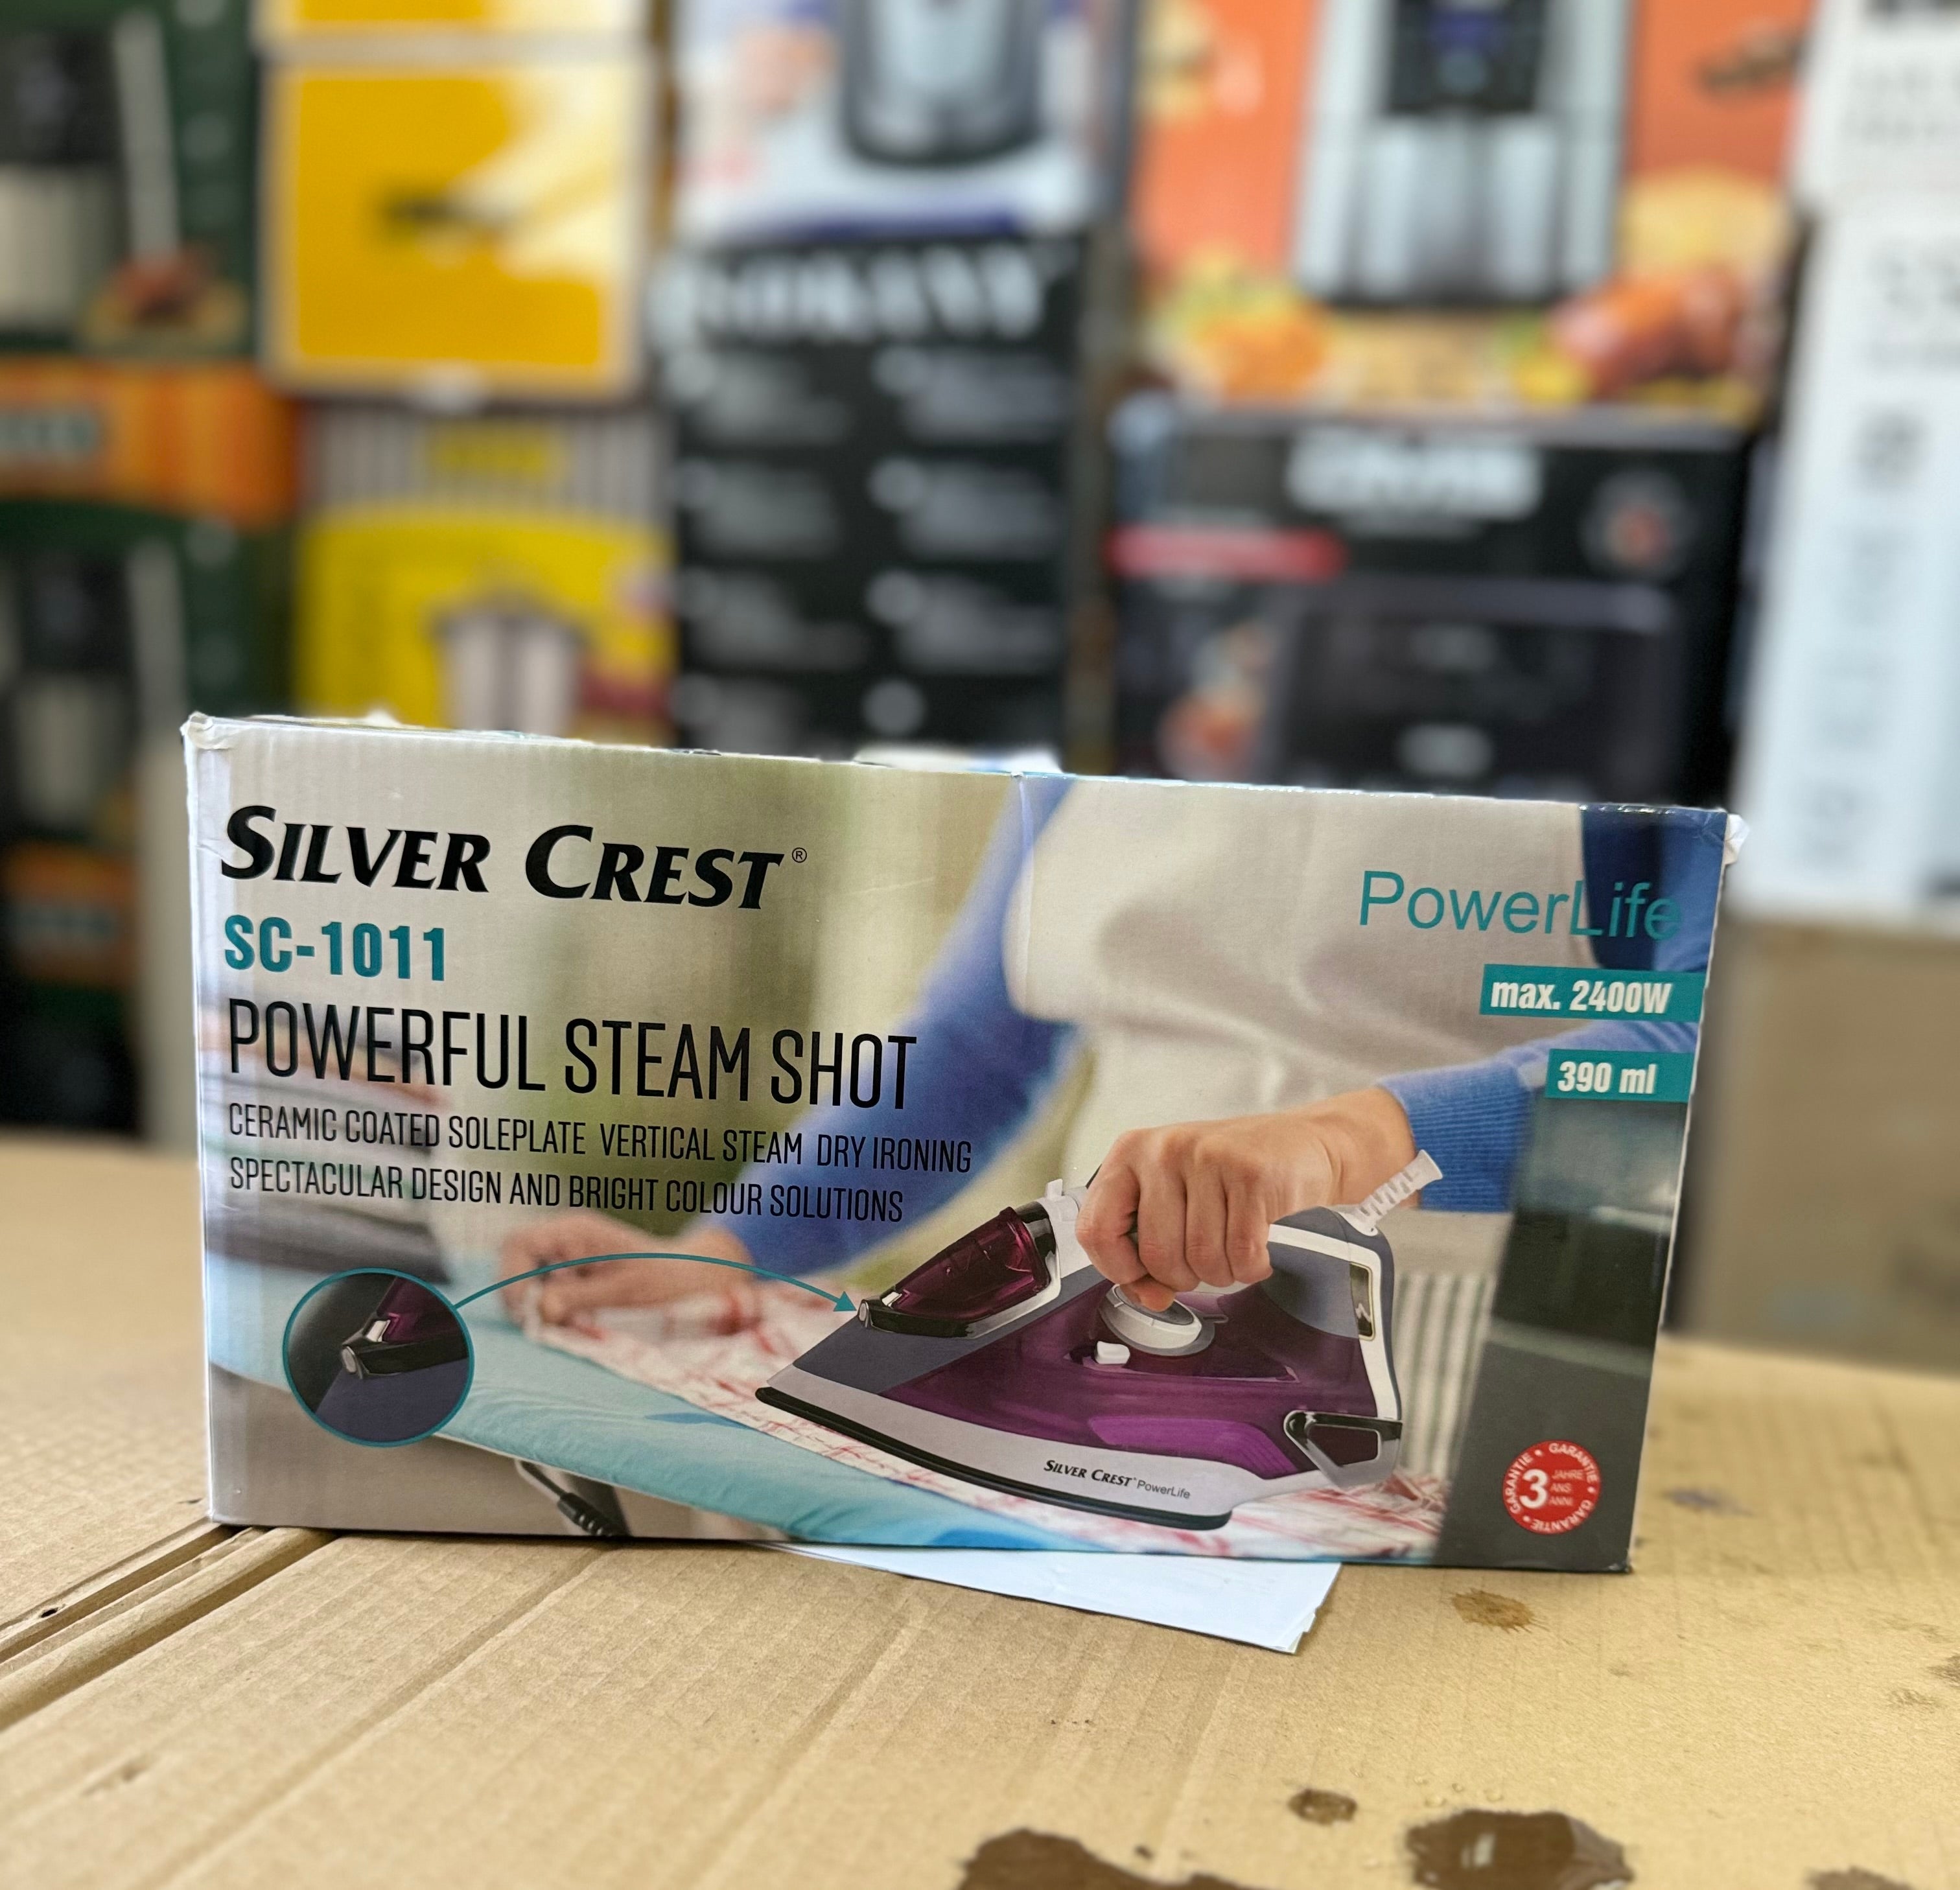 SILVER CREST®
SC-1011
POWERFUL STEAM SHOT
CERAMIC COATED SOLEPLATE VERTICAL STEAM DRY IRONING
SPECTACULAR DESIGN AND BRIGHT COLOUR SOLUTIONS
PowerLife
max. 2400W
390 ml
SILVER CREST® PowerLife
GARANTIE • GARANTIE • GARANTIE •
3
JAHRE
ANS
ANNI